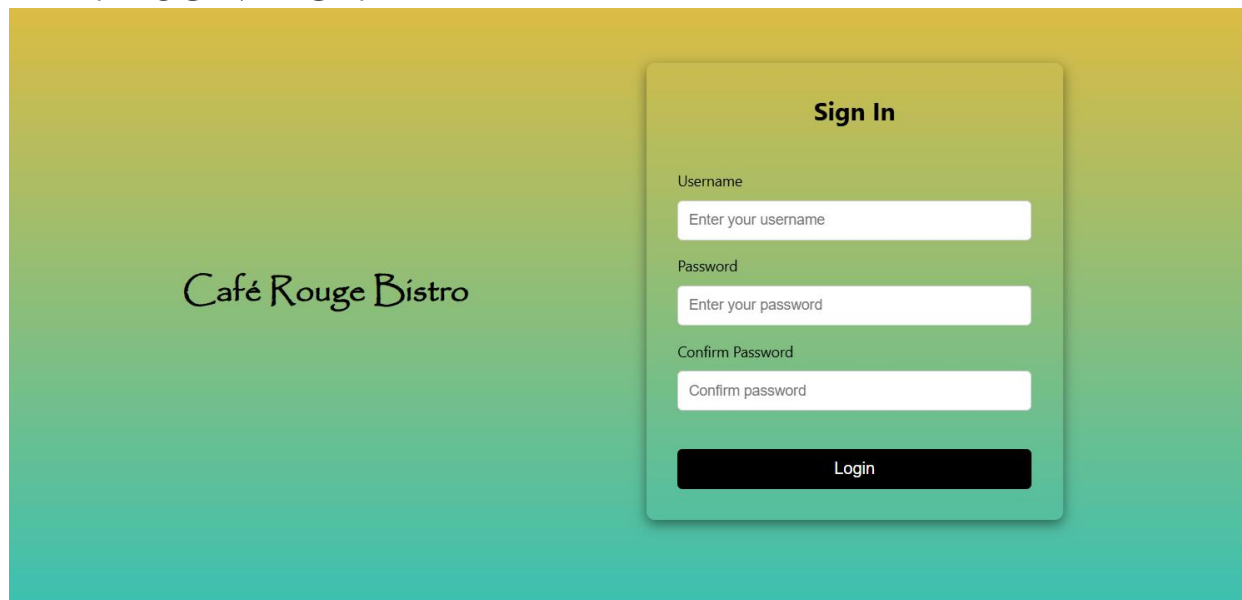 Café Rouge Bistro
Sign In
Username
Enter your username
Password
Enter your password
Confirm Password
Confirm password
Login